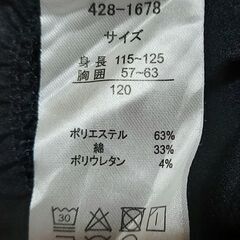 428-1678
サイズ
身長 115~125
胸囲 57~63
120
ポリエステル 63%
綿 33%
ポリウレタン 4%
30